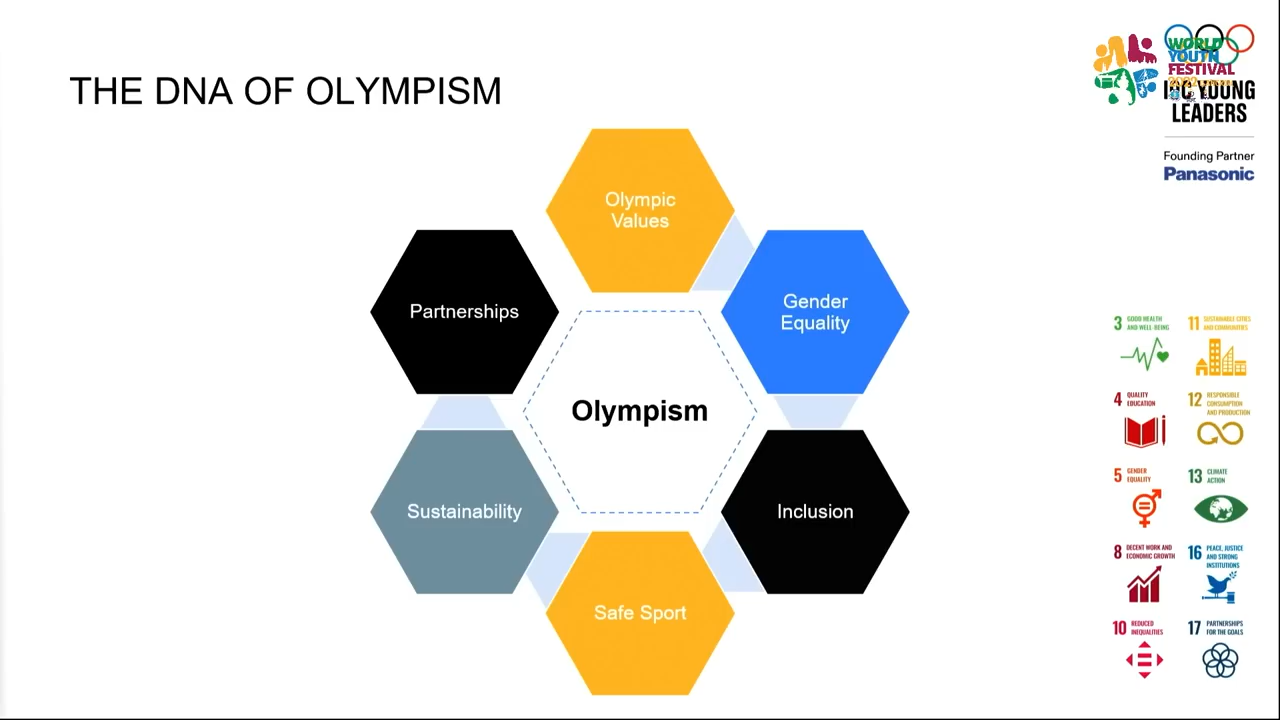 THE DNA OF OLYMPISM
WORLD
YOUTH
FESTIVAL
2022
YOUNG
LEADERS
Founding Partner
Panasonic
Olympic
Values
Gender
Equality
Partnerships
Olympism
Sustainability
Inclusion
Safe Sport
3 GOOD HEALTH
AND WELL BEING
11 SUSTAINABLE CITIES
AND COMMUNITIES
4 QUALITY
EDUCATION
12 RESPONSIBLE
CONSUMPTION
AND PRODUCTION
5 GENDER
EQUALITY
13 CLIMATE
ACTION
8 DECENT WORK AND
ECONOMIC GROWTH
16 PEACE, JUSTICE
AND STRONG
INSTITUTIONS
10 REDUCED
INEQUALITIES
17 PARTNERSHIPS
FOR THE GOALS